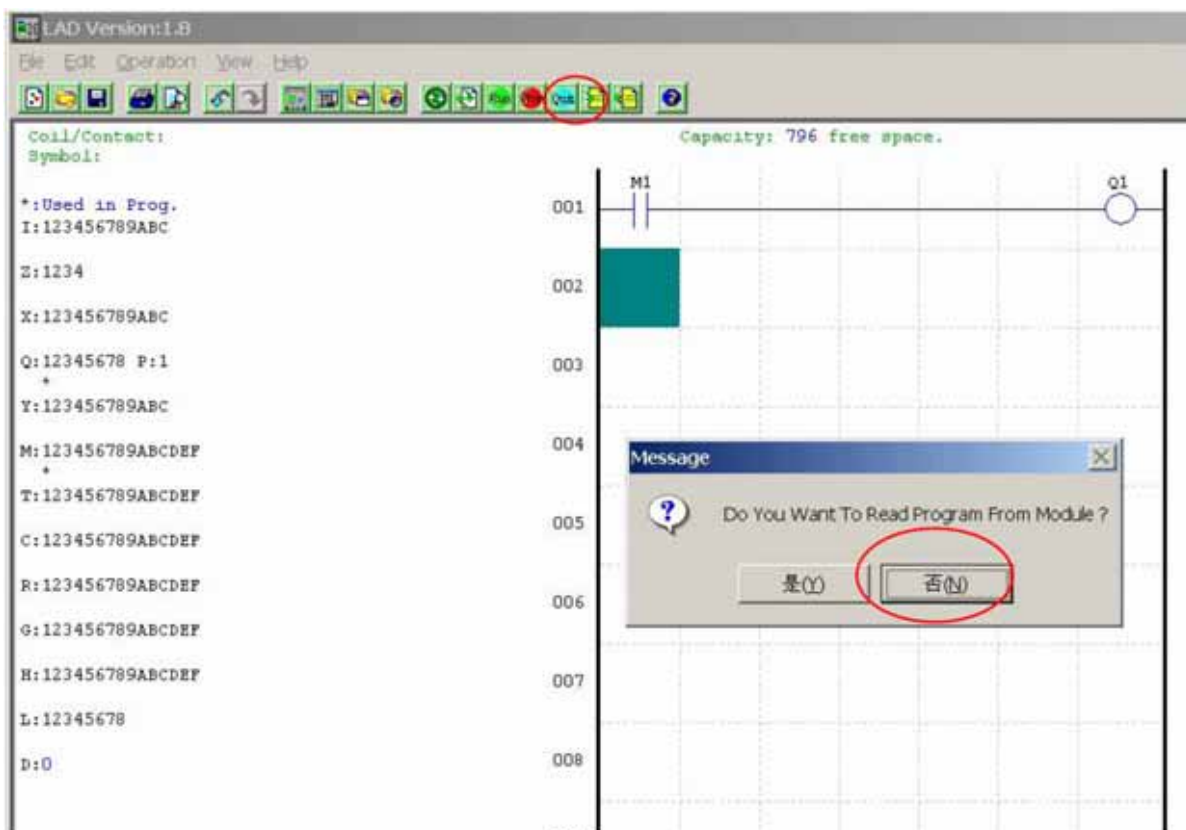 LAD Version:1.8
File Edit Operation View Help
Quit
Coil/Contact:
Symbol:
Capacity: 796 free space.
*:Used in Prog.
I:123456789ABC
Z:1234
X:123456789ABC
Q:12345678 P:1
*
Y:123456789ABC
M:123456789ABCDEF
*
T:123456789ABCDEF
C:123456789ABCDEF
R:123456789ABCDEF
G:123456789ABCDEF
H:123456789ABCDEF
L:12345678
D:0
M1 Q1
001
002
003
004
005
006
007
008
Message
Do You Want To Read Program From Module ?
是(Y) 否(N)